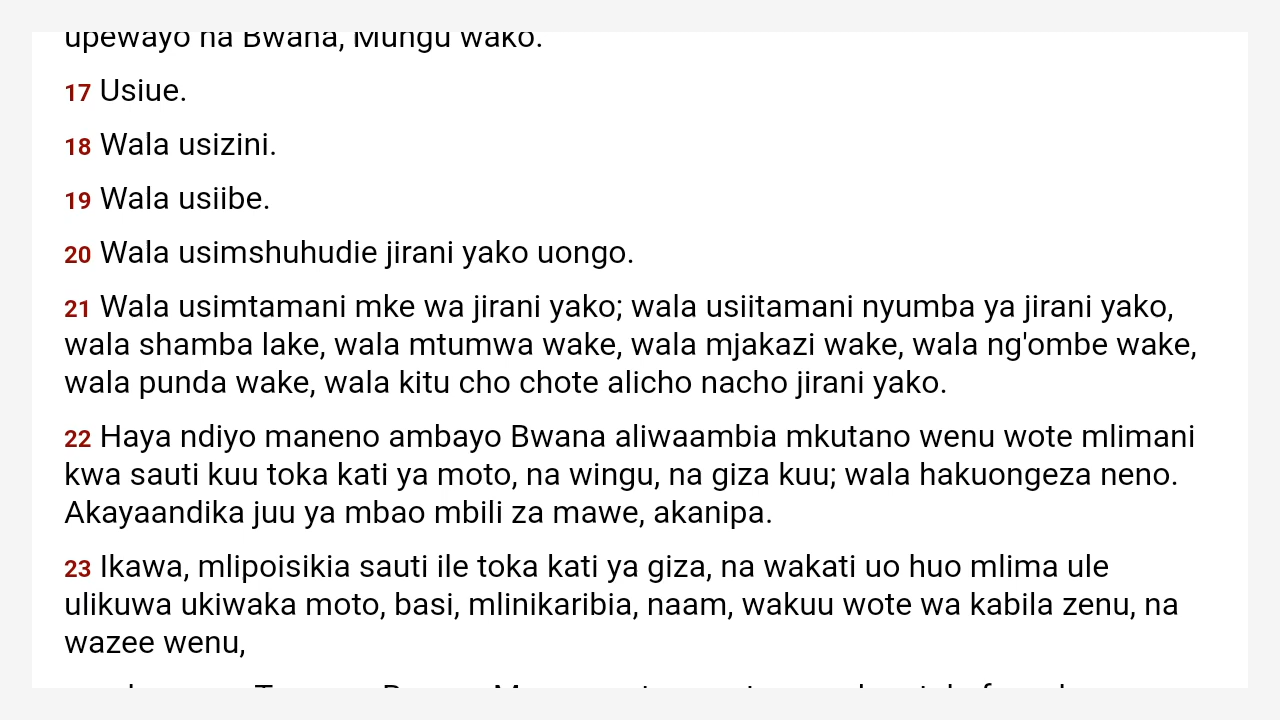 upewayo na Bwana, Mungu wako.
17 Usiue.
18 Wala usizini.
19 Wala usiibe.
20 Wala usimshuhudie jirani yako uongo.
21 Wala usimtamani mke wa jirani yako; wala usiitamani nyumba ya jirani yako,
wala shamba lake, wala mtumwa wake, wala mjakazi wake, wala ng'ombe wake,
wala punda wake, wala kitu cho chote alicho nacho jirani yako.
22 Haya ndiyo maneno ambayo Bwana aliwaambia mkutano wenu wote mlimani
kwa sauti kuu toka kati ya moto, na wingu, na giza kuu; wala hakuongeza neno.
Akayaandika juu ya mbao mbili za mawe, akanipa.
23 Ikawa, mlipoisikia sauti ile toka kati ya giza, na wakati uo huo mlima ule
ulikuwa ukiwaka moto, basi, mlinikaribia, naam, wakuu wote wa kabila zenu, na
wazee wenu,